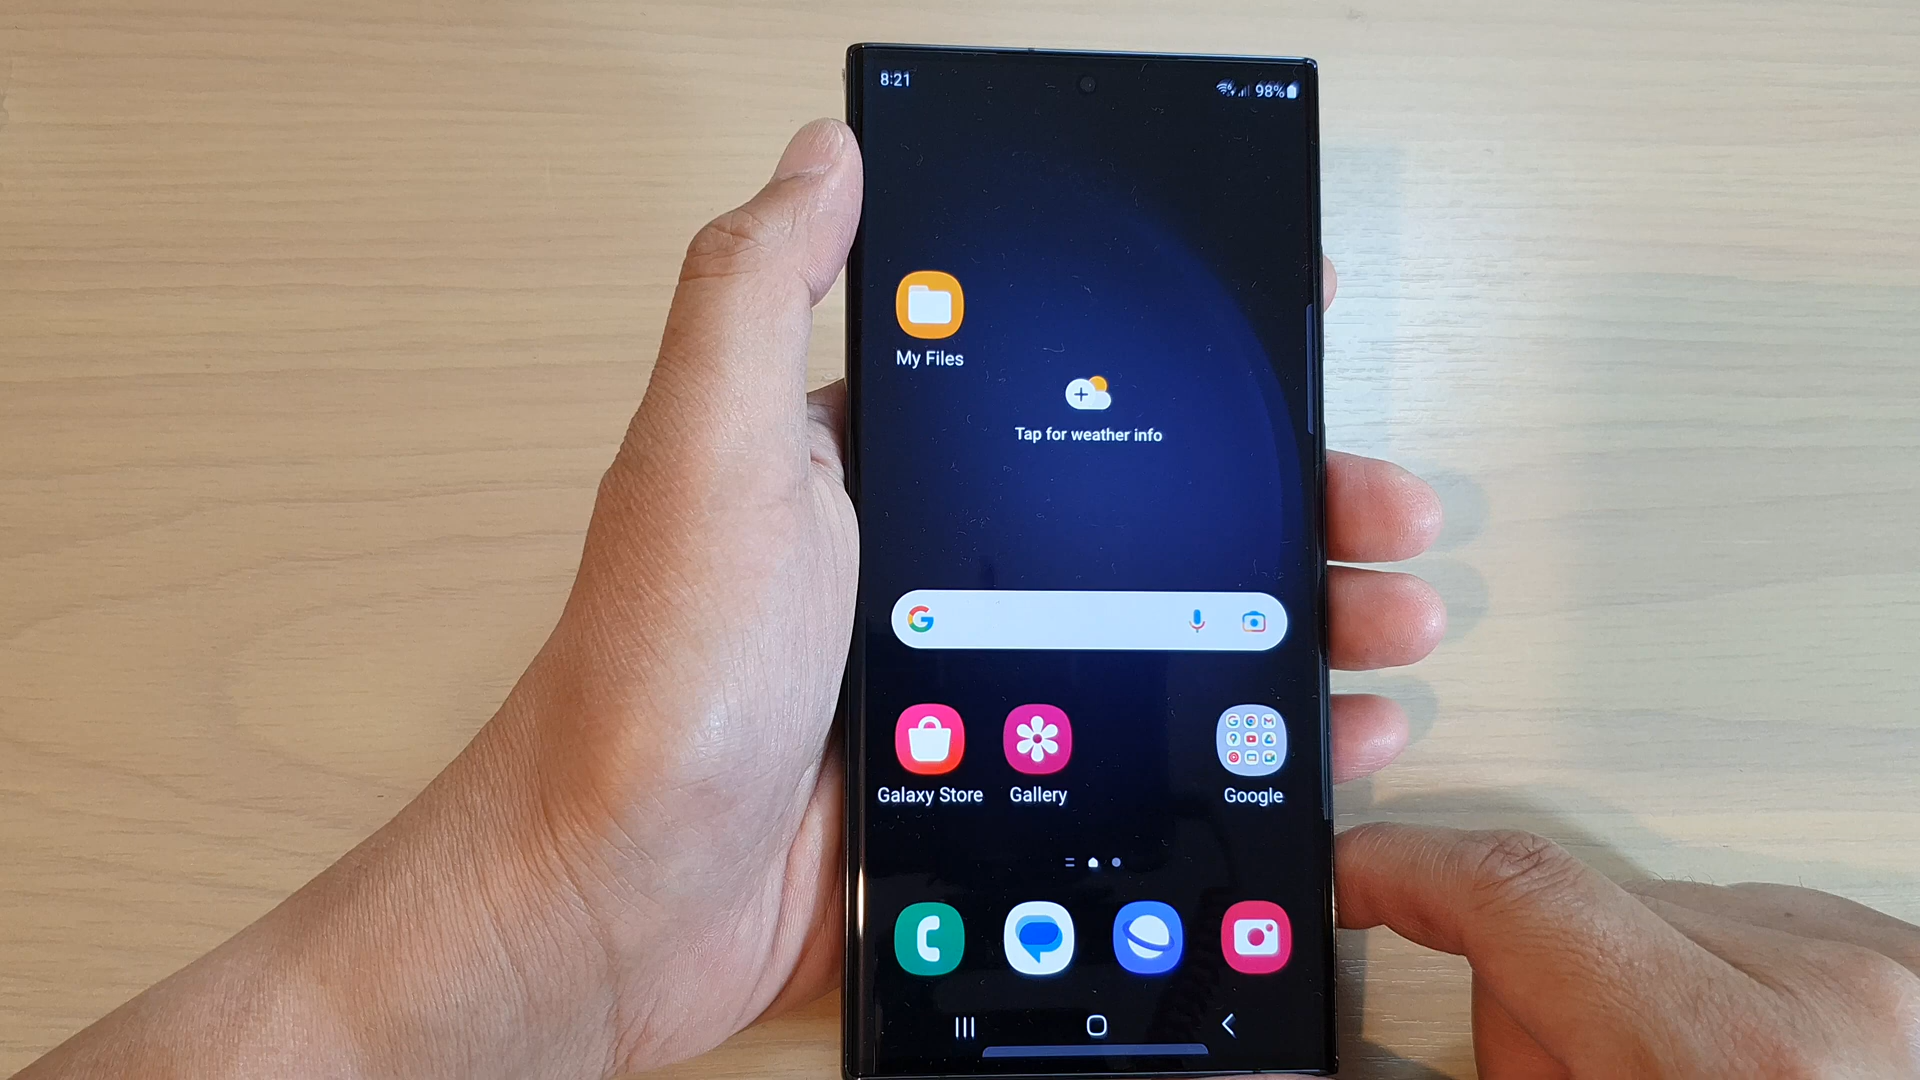 8:21
98%
My Files
Tap for weather info
Galaxy Store
Gallery
Google